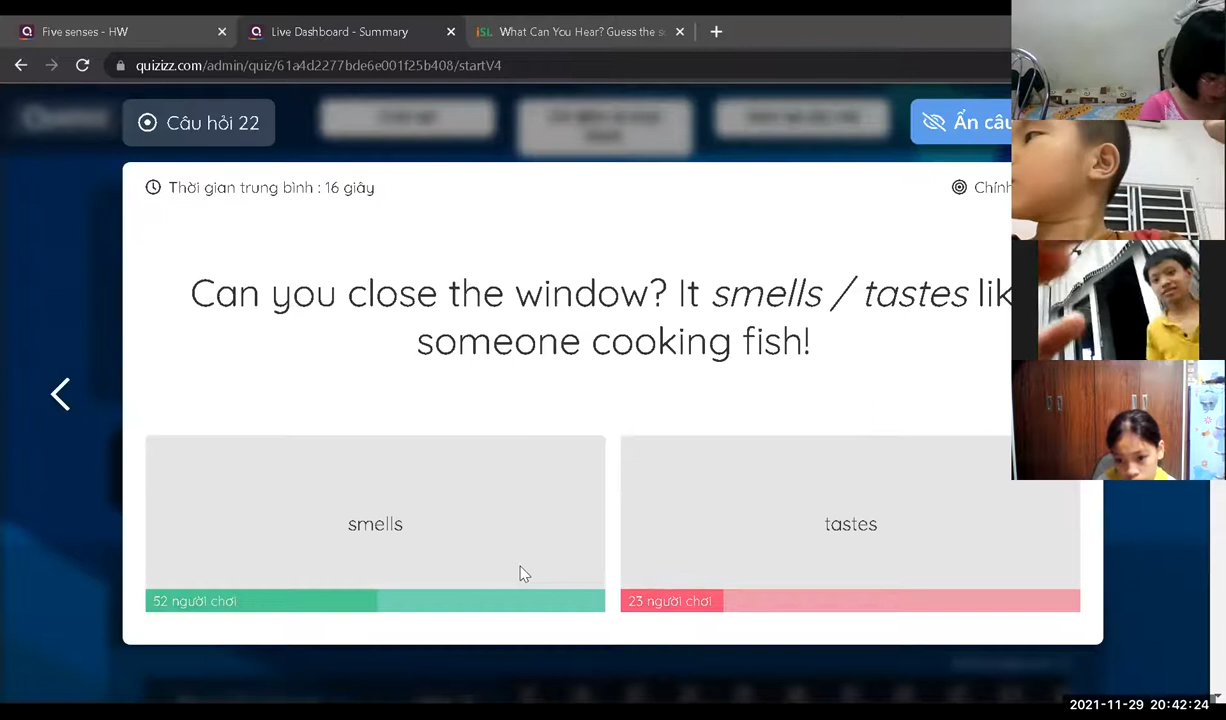 Five senses - HW
Live Dashboard - Summary
iSL What Can You Hear? Guess the s
quizizz.com/admin/quiz/61a4d2277bde6e001f25b408/startV4
Câu hỏi 22
Ẩn câu
Thời gian trung bình : 16 giây
Chính
Can you close the window? It smells / tastes lik
someone cooking fish!
smells
tastes
52 người chơi
23 người chơi
2021-11-29 20:42:24